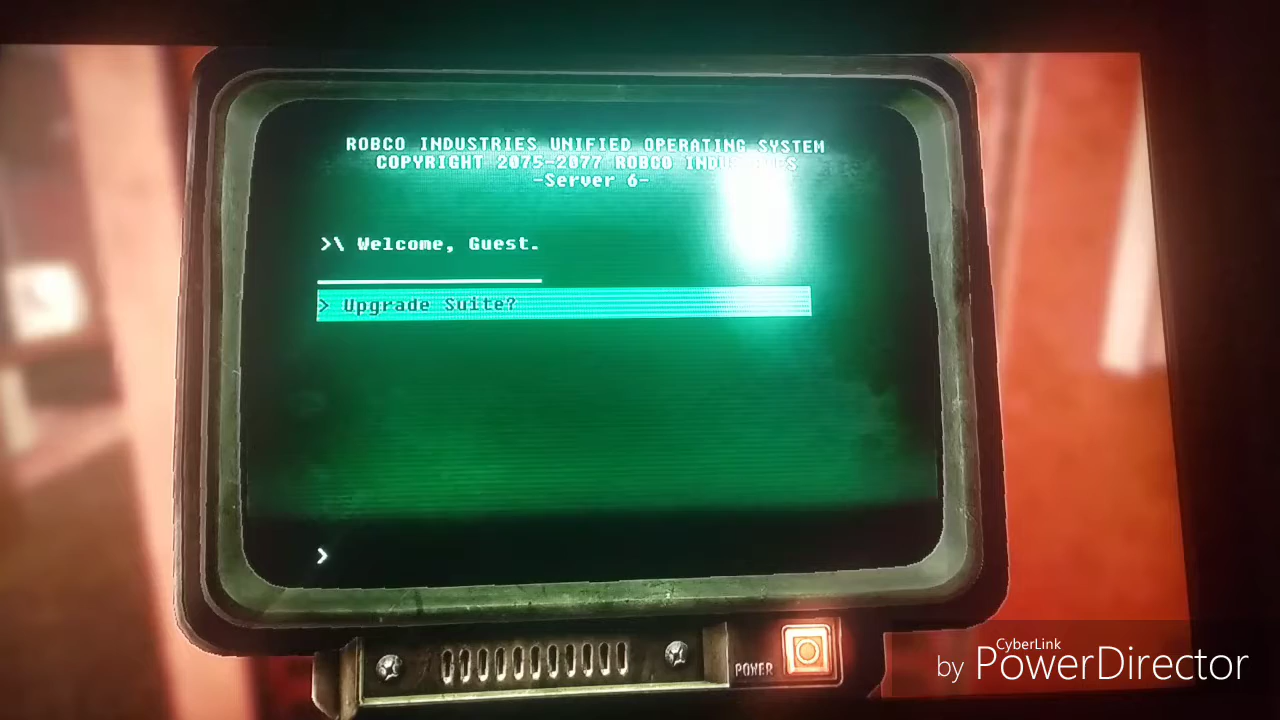 ROBCO INDUSTRIES UNIFIED OPERATING SYSTEM
COPYRIGHT 2075-2077 ROBCO INDUSTRIES
-Server 6-
>\ Welcome, Guest.
> Upgrade Suite?
>
POWER
CyberLink
by PowerDirector